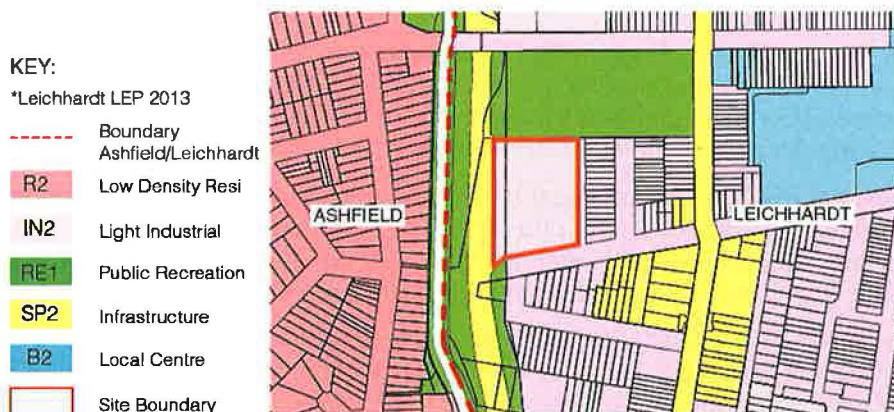 KEY:
*Leichhardt LEP 2013
Boundary
Ashfield/Leichhardt
R2 Low Density Resi
IN2 Light Industrial
RE1 Public Recreation
SP2 Infrastructure
B2 Local Centre
Site Boundary
ASHFIELD
LEICHHARDT